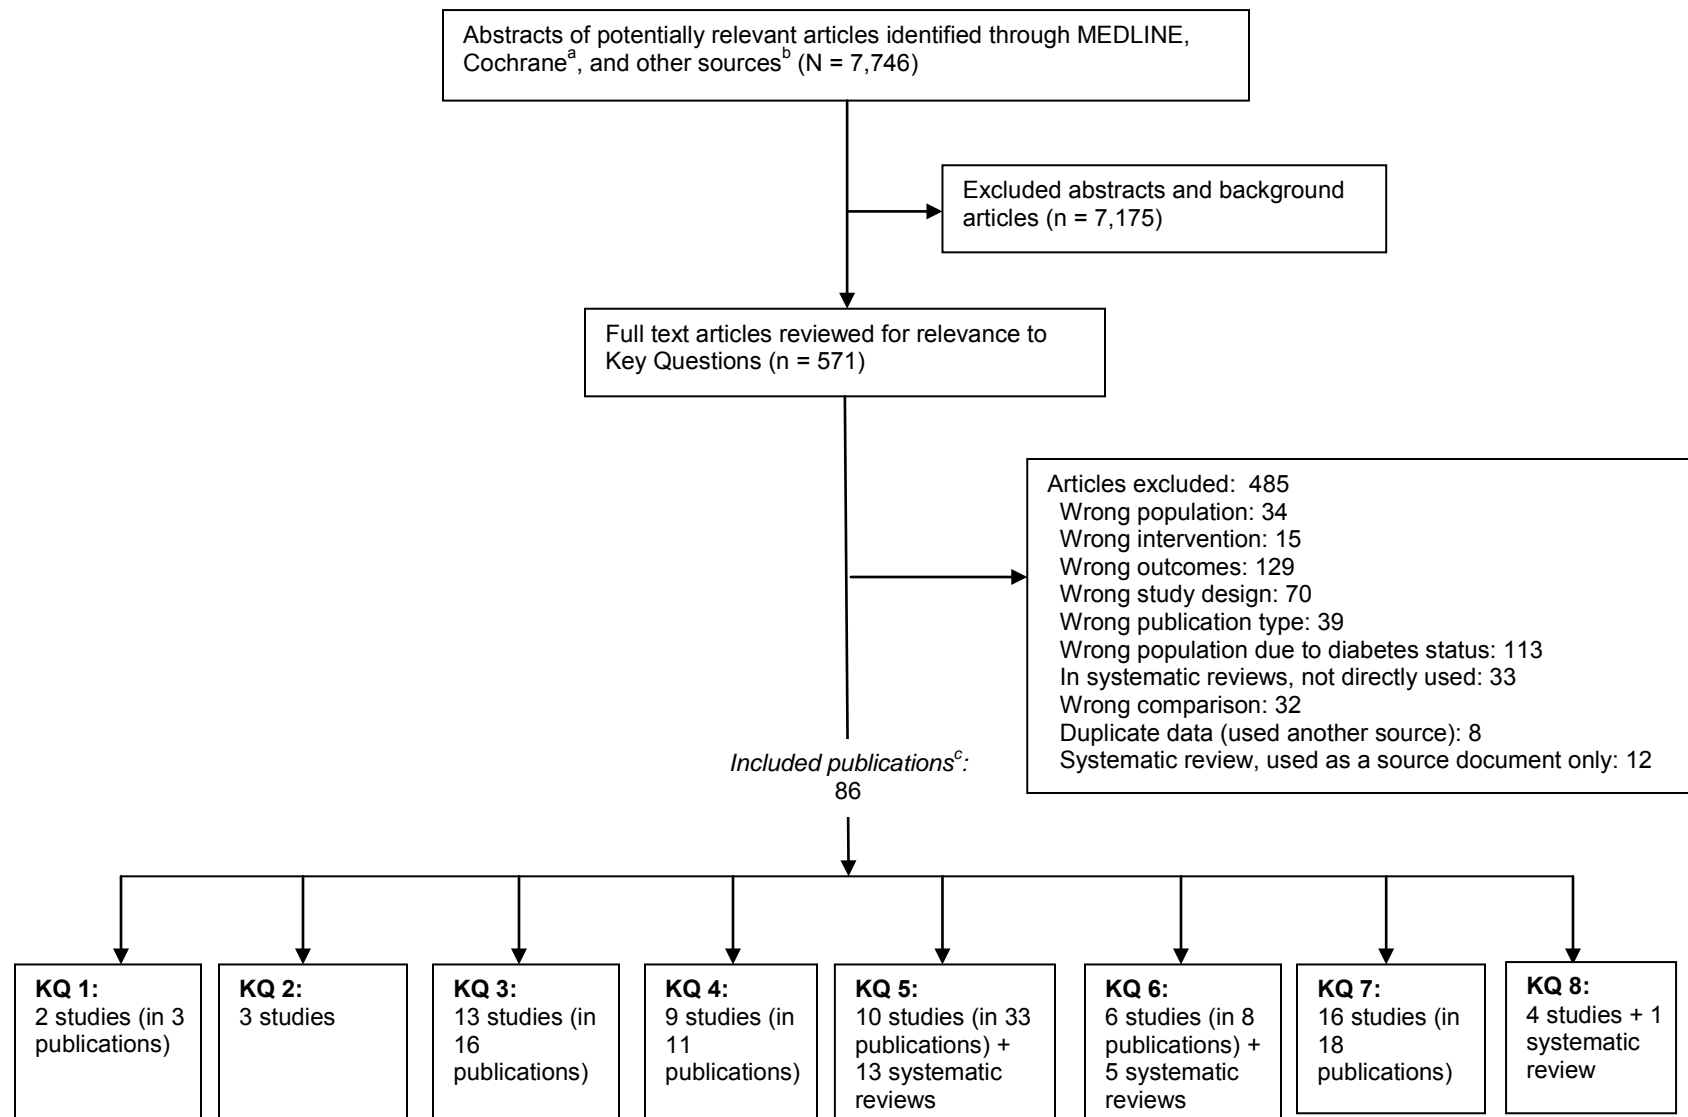 Abstracts of potentially relevant articles identified through MEDLINE,
Cochraneᵃ, and other sourcesᵇ (N = 7,746)
Excluded abstracts and background
articles (n = 7,175)
Full text articles reviewed for relevance to
Key Questions (n = 571)
Articles excluded:  485
Wrong population: 34
Wrong intervention: 15
Wrong outcomes: 129
Wrong study design: 70
Wrong publication type: 39
Wrong population due to diabetes status: 113
In systematic reviews, not directly used: 33
Wrong comparison: 32
Duplicate data (used another source): 8
Systematic review, used as a source document only: 12
Included publicationsᶜ:
86
KQ 1:
2 studies (in 3
publications)
KQ 2:
3 studies
KQ 3:
13 studies (in
16
publications)
KQ 4:
9 studies (in
11
publications)
KQ 5:
10 studies (in 33
publications) +
13 systematic
reviews
KQ 6:
6 studies (in 8
publications) +
5 systematic
reviews
KQ 7:
16 studies (in
18
publications)
KQ 8:
4 studies + 1
systematic
review